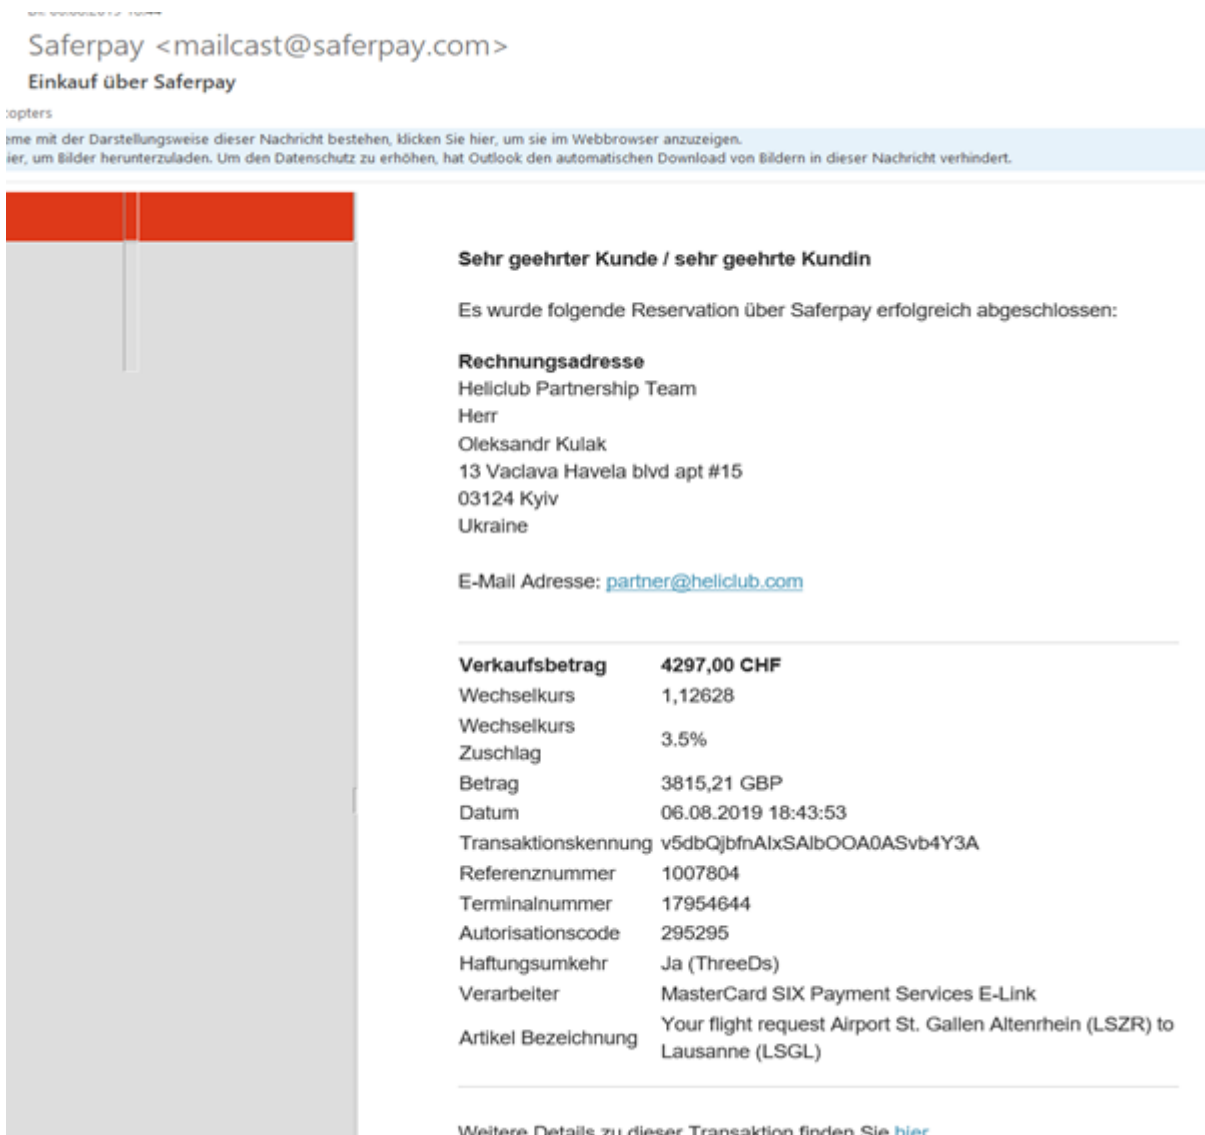 Saferpay <mailcast@saferpay.com>
Einkauf über Saferpay
mit der Darstellungsweise dieser Nachricht bestehen, klicken Sie hier, um sie im Webbrowser anzuzeigen.
um Bilder herunterzuladen. Um den Datenschutz zu erhöhen, hat Outlook den automatischen Download von Bildern in dieser Nachricht verhindert.
Sehr geehrter Kunde / sehr geehrte Kundin
Es wurde folgende Reservation über Saferpay erfolgreich abgeschlossen:
Rechnungsadresse
Heliclub Partnership Team
Herr
Oleksandr Kulak
13 Vaclava Havela blvd apt #15
03124 Kyiv
Ukraine
E-Mail Adresse: partner@heliclub.com
Verkaufsbetrag 4297,00 CHF
Wechselkurs 1,12628
Wechselkurs
Zuschlag 3.5%
Betrag 3815,21 GBP
Datum 06.08.2019 18:43:53
Transaktionskennung v5dbQjbfnAIxSAlbOOA0ASvb4Y3A
Referenznummer 1007804
Terminalnummer 17954644
Autorisationscode 295295
Haftungsumkehr Ja (ThreeDs)
Verarbeiter MasterCard SIX Payment Services E-Link
Artikel Bezeichnung Your flight request Airport St. Gallen Altenrhein (LSZR) to
Lausanne (LSGL)
Weitere Details zu dieser Transaktion finden Sie hier